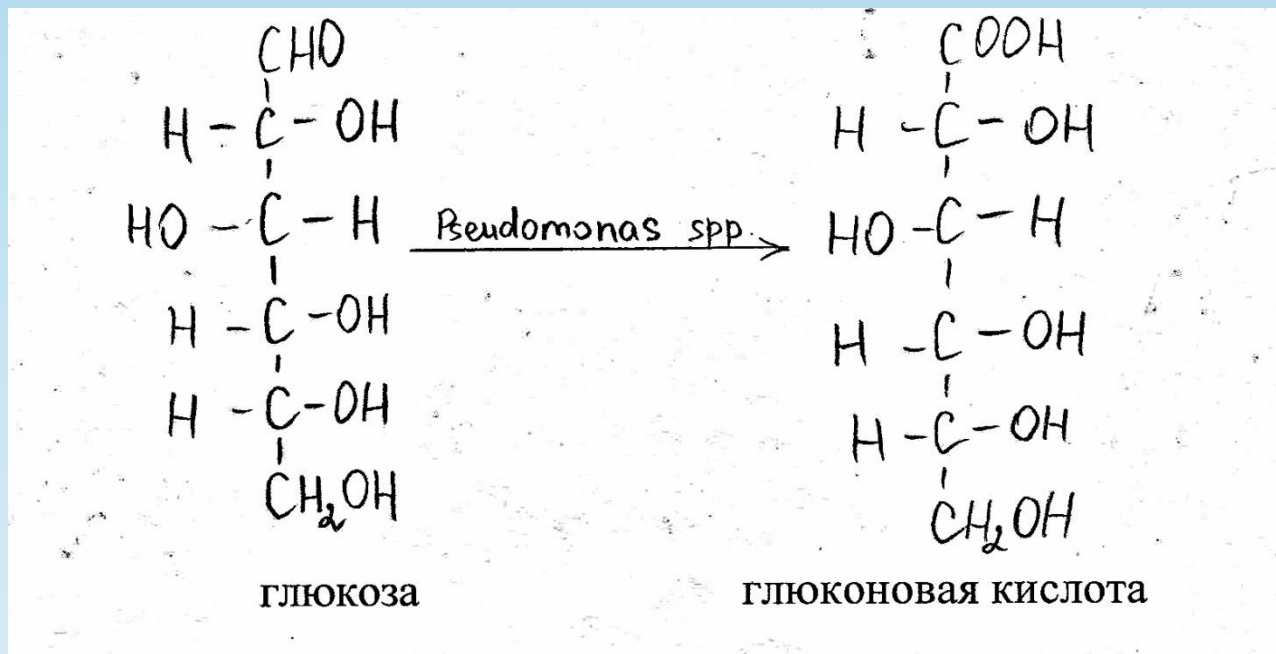 CHO
H - C - OH
HO - C - H
H - C - OH
H - C - OH
CH₂OH
Pseudomonas spp.
COOH
H - C - OH
HO - C - H
H - C - OH
H - C - OH
CH₂OH
глюкоза
глюконовая кислота